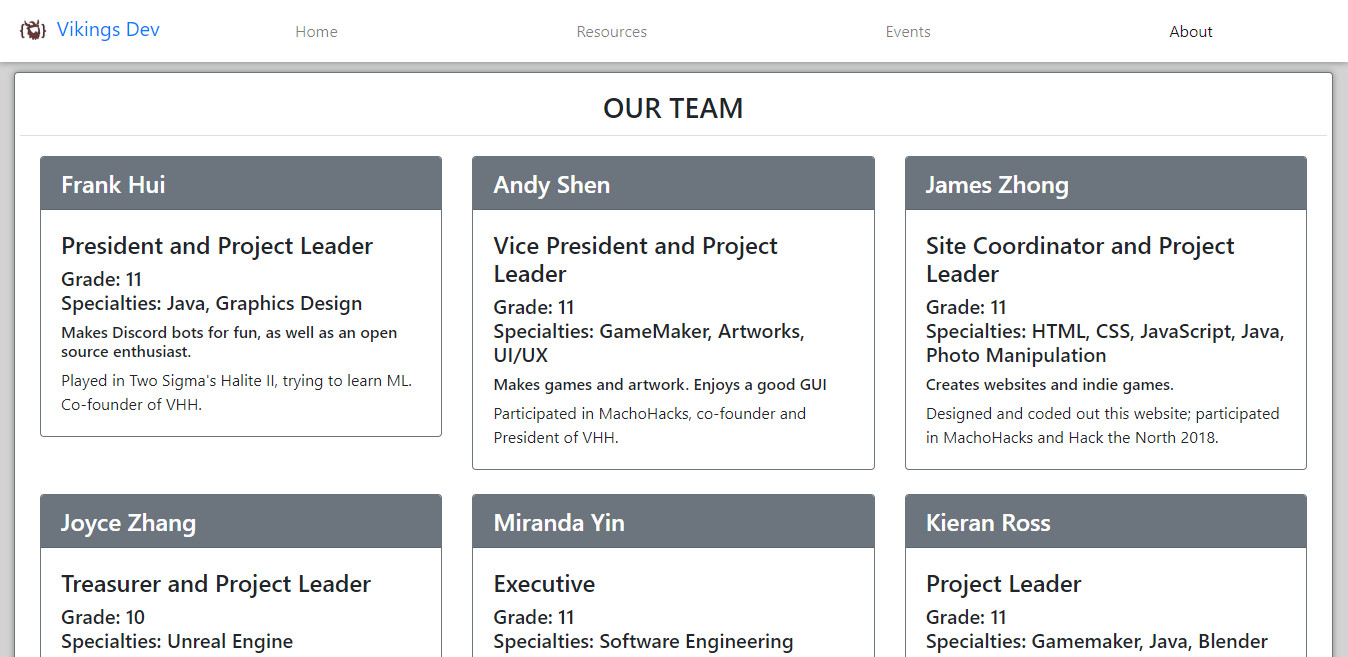 Vikings Dev
Home
Resources
Events
About
OUR TEAM
Frank Hui
President and Project Leader
Grade: 11
Specialties: Java, Graphics Design
Makes Discord bots for fun, as well as an open
source enthusiast.
Played in Two Sigma's Halite II, trying to learn ML.
Co-founder of VHH.
Andy Shen
Vice President and Project
Leader
Grade: 11
Specialties: GameMaker, Artworks,
UI/UX
Makes games and artwork. Enjoys a good GUI
Participated in MachoHacks, co-founder and
President of VHH.
James Zhong
Site Coordinator and Project
Leader
Grade: 11
Specialties: HTML, CSS, JavaScript, Java,
Photo Manipulation
Creates websites and indie games.
Designed and coded out this website; participated
in MachoHacks and Hack the North 2018.
Joyce Zhang
Treasurer and Project Leader
Grade: 10
Specialties: Unreal Engine
Miranda Yin
Executive
Grade: 11
Specialties: Software Engineering
Kieran Ross
Project Leader
Grade: 11
Specialties: Gamemaker, Java, Blender